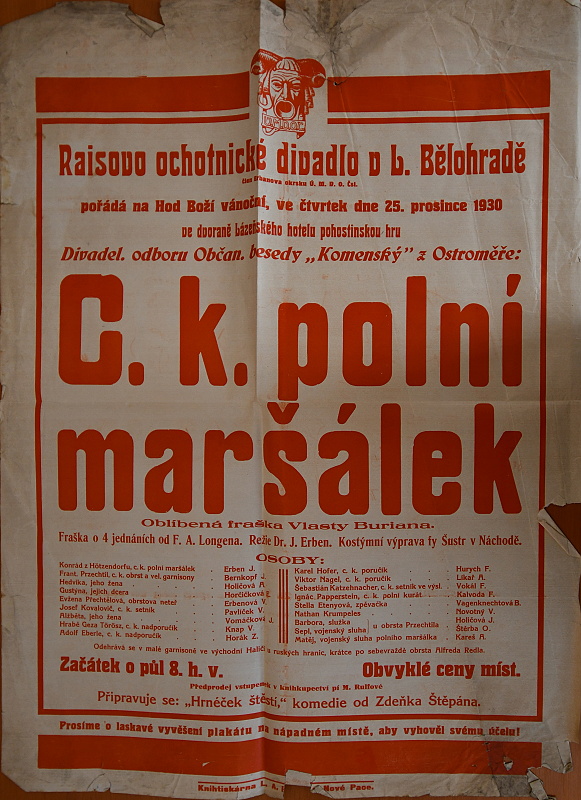 Raisovo ochotnické divadlo v L. Bělohradě
člen okrsku Ú. M. D. O. Čsl.
pořádá na Hod Boží vánoční, ve čtvrtek dne 25. prosince 1930
ve dvoraně Lázeňského hotelu pohostinskou hru
Divadel. odboru Občan. besedy „Komenský" z Ostroměře:
C. k. polní
maršálek
Oblíbená fraška Vlasty Buriana.
Fraška o 4 jednáních od F. A. Longena. Režie Dr. J. Erben. Kostýmní výprava fy Šustr v Náchodě.
OSOBY:
Konrád z Hötzendorfu, c. k. polní maršálek . Erben J.
Frant. Przechtil, c. k. obrst a vel. garnisony . Bernkopf J.
Hedvika, jeho žena . Holičová A.
Gustýna, jejich dcera . Horčičková
Evžena Przechtělová, obrstova neteř . Erbenová
Josef Kovalovič, c. k. setník . Pavlíček V.
Alžběta, jeho žena . Vomáčková J.
Hrabě Geza Törösz, c. k. nadporučík . Knap V.
Adolf Eberle, c. k. nadporučík . Horák Z.
Karel Hofer, c. k. poručík . Hurych F.
Viktor Nagel, c. k. poručík . Likař A.
Šebastián Katzenhacher, c. k. setník ve výsl. . Vokál F.
Ignác Papperstein, c. k. polní kurát . Kalvoda F.
Stella Etenyová, zpěvačka . Vagenknechtová B.
Nathan Krumpeles . Novotný V.
Barbora, služka } u obrsta Przechtila . Holičová J.
Sepl, vojenský sluha } Štěrba O.
Matěj, vojenský sluha polního maršálka . Kareš A.
Odehrává se v malé garnisoně ve východní Haliči u ruských hranic, krátce po sebevraždě obrsta Alfreda Redla.
Začátek o půl 8. h. v. Obvyklé ceny míst.
Předprodej vstupenek v knihkupectví pí M. Rulfové
Připravuje se: „Hrnéček štěstí," komedie od Zdeňka Štěpána.
Prosíme o laskavé vyvěšení plakátu na nápadném místě, aby vyhověl svému účelu!
Knihtiskárna L. A. Nové Pace.